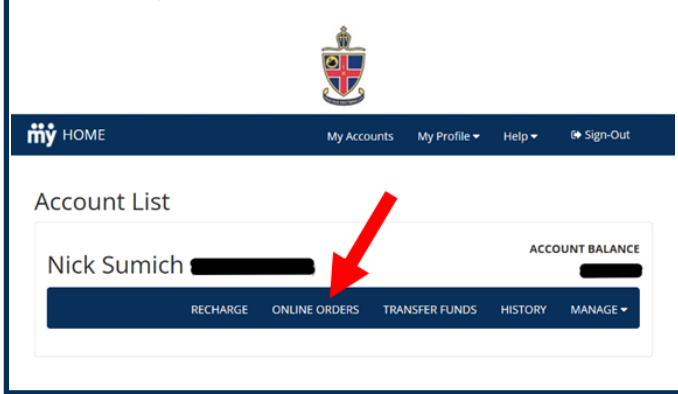 my HOME My Accounts My Profile Help Sign-Out
Account List
Nick Sumich
ACCOUNT BALANCE
RECHARGE ONLINE ORDERS TRANSFER FUNDS HISTORY MANAGE